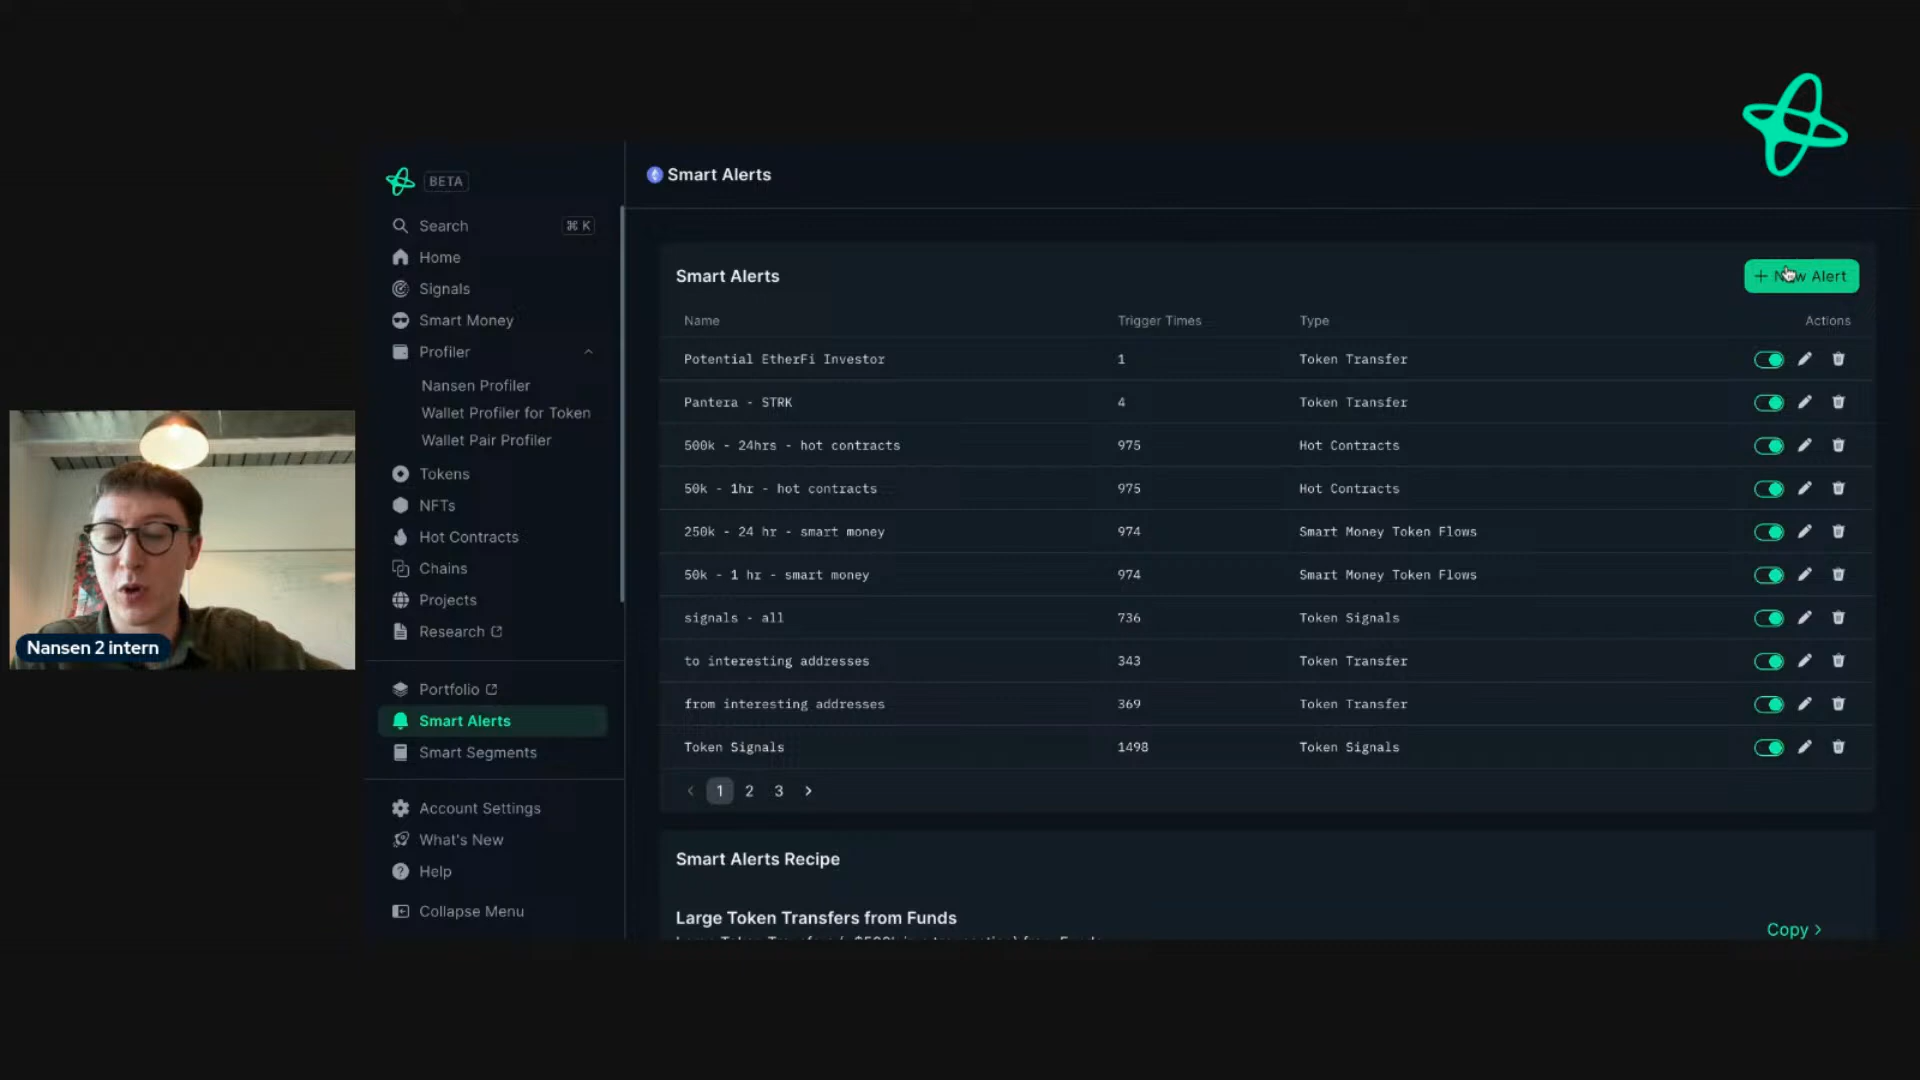 BETA
Search
⌘ K
Home
Signals
Smart Money
Profiler
Nansen Profiler
Wallet Profiler for Token
Wallet Pair Profiler
Tokens
NFTs
Hot Contracts
Chains
Projects
Research
Portfolio
Smart Alerts
Smart Segments
Account Settings
What's New
Help
Collapse Menu
Nansen 2 intern
Smart Alerts
Smart Alerts
+ New Alert
Name Trigger Times Type Actions
Potential EtherFi Investor 1 Token Transfer
Pantera - STRK 4 Token Transfer
500k - 24hrs - hot contracts 975 Hot Contracts
50k - 1hr - hot contracts 975 Hot Contracts
250k - 24 hr - smart money 974 Smart Money Token Flows
50k - 1 hr - smart money 974 Smart Money Token Flows
signals - all 736 Token Signals
to interesting addresses 343 Token Transfer
from interesting addresses 369 Token Transfer
Token Signals 1498 Token Signals
1 2 3
Smart Alerts Recipe
Large Token Transfers from Funds
Copy